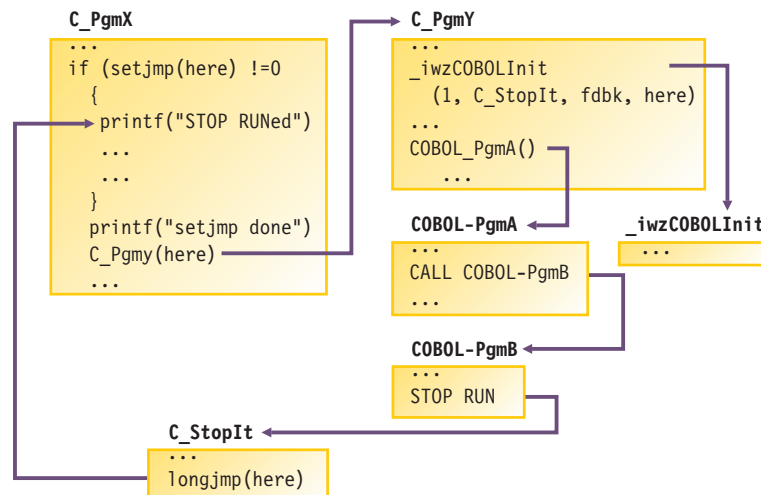 C_PgmX
...
if (setjmp(here) !=0
{
printf("STOP RUNed")
...
...
}
printf("setjmp done")
C_Pgmy(here)
...
C_PgmY
...
_iwzCOBOLInit
(1, C_StopIt, fdbk, here)
...
COBOL_PgmA()
...
COBOL-PgmA
...
CALL COBOL-PgmB
...
_iwzCOBOLInit
...
COBOL-PgmB
...
STOP RUN
C_StopIt
...
longjmp(here)